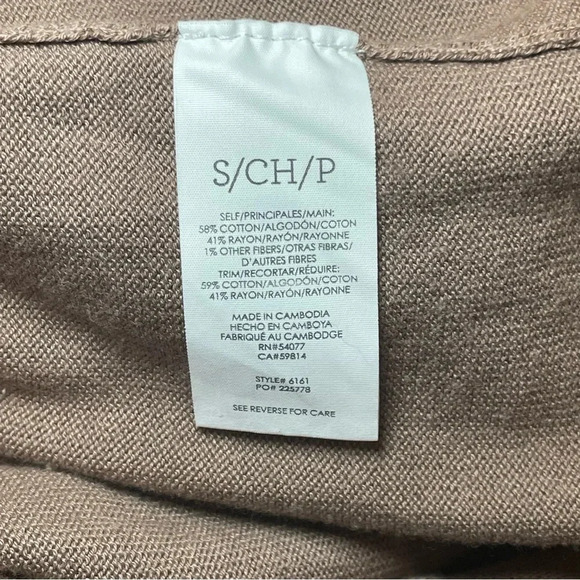 S/CH/P
SELF/PRINCIPALES/MAIN:
58% COTTON/ALGODÓN/COTON
41% RAYON/RAYÓN/RAYONNE
1% OTHER FIBERS/OTRAS FIBRAS/
D'AUTRES FIBRES
TRIM/RECORTAR/RÉDUIRE:
59% COTTON/ALGODÓN/COTON
41% RAYON/RAYÓN/RAYONNE
MADE IN CAMBODIA
HECHO EN CAMBOYA
FABRIQUÉ AU CAMBODGE
RN#54077
CA#59814
STYLE# 6161
PO# 225778
SEE REVERSE FOR CARE